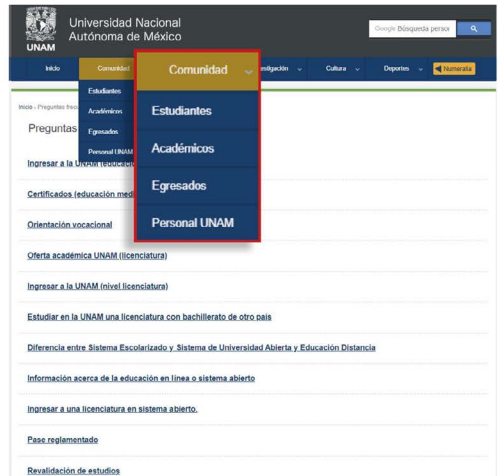 Universidad Nacional
Autónoma de México
UNAM
Google Búsqueda person
Inicio
Comunidad
Cultura
Deportes
Numeralia
Estudiantes
Académicos
Egresados
Personal UNAM
Comunidad
Estudiantes
Académicos
Egresados
Personal UNAM
Inicio - Preguntas
Preguntas
Ingresar a la UNAM
Certificados (educación
Orientación vocacional
Oferta académica UNAM (licenciatura)
Ingresar a la UNAM (nivel licenciatura)
Estudiar en la UNAM una licenciatura con bachillerato de otro país
Diferencia entre Sistema Escolarizado y Sistema de Universidad Abierta y Educación Distancia
Información acerca de la educación en línea o sistema abierto
Ingresar a una licenciatura en sistema abierto.
Pase reglamentado
Revalidación de estudios